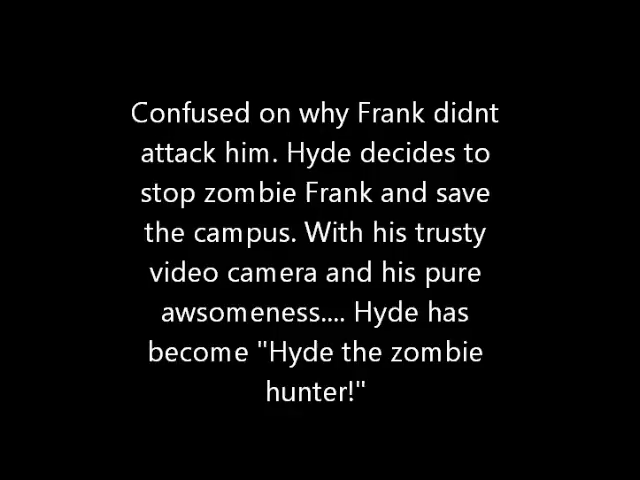 Confused on why Frank didnt
attack him. Hyde decides to
stop zombie Frank and save
the campus. With his trusty
video camera and his pure
awsomeness.... Hyde has
become "Hyde the zombie
hunter!"